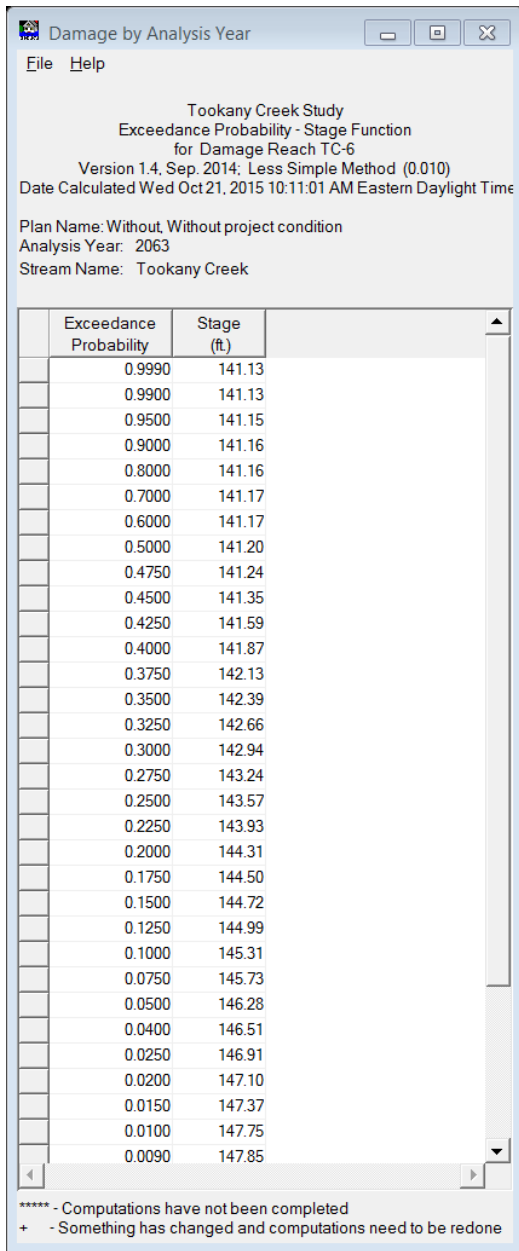 Damage by Analysis Year
File Help
Tookany Creek Study
Exceedance Probability - Stage Function
for Damage Reach TC-6
Version 1.4, Sep. 2014; Less Simple Method (0.010)
Date Calculated Wed Oct 21, 2015 10:11:01 AM Eastern Daylight Time
Plan Name: Without, Without project condition
Analysis Year: 2063
Stream Name: Tookany Creek
Exceedance Stage
Probability (ft.)
0.9990 141.13
0.9900 141.13
0.9500 141.15
0.9000 141.16
0.8000 141.16
0.7000 141.17
0.6000 141.17
0.5000 141.20
0.4750 141.24
0.4500 141.35
0.4250 141.59
0.4000 141.87
0.3750 142.13
0.3500 142.39
0.3250 142.66
0.3000 142.94
0.2750 143.24
0.2500 143.57
0.2250 143.93
0.2000 144.31
0.1750 144.50
0.1500 144.72
0.1250 144.99
0.1000 145.31
0.0750 145.73
0.0500 146.28
0.0400 146.51
0.0250 146.91
0.0200 147.10
0.0150 147.37
0.0100 147.75
0.0090 147.85
***** - Computations have not been completed
+ - Something has changed and computations need to be redone